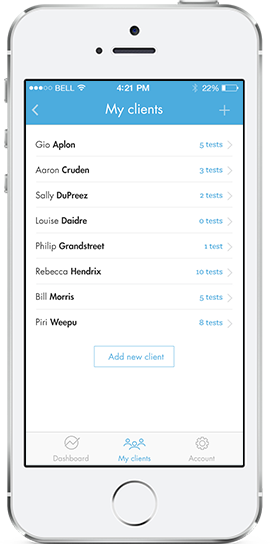 BELL 4:21 PM 22%
My clients +
Gio Aplon 5 tests
Aaron Cruden 3 tests
Sally DuPreez 2 tests
Louise Daidre 0 tests
Philip Grandstreet 1 test
Rebecca Hendrix 10 tests
Bill Morris 5 tests
Piri Weepu 8 tests
Add new client
Dashboard My clients Account